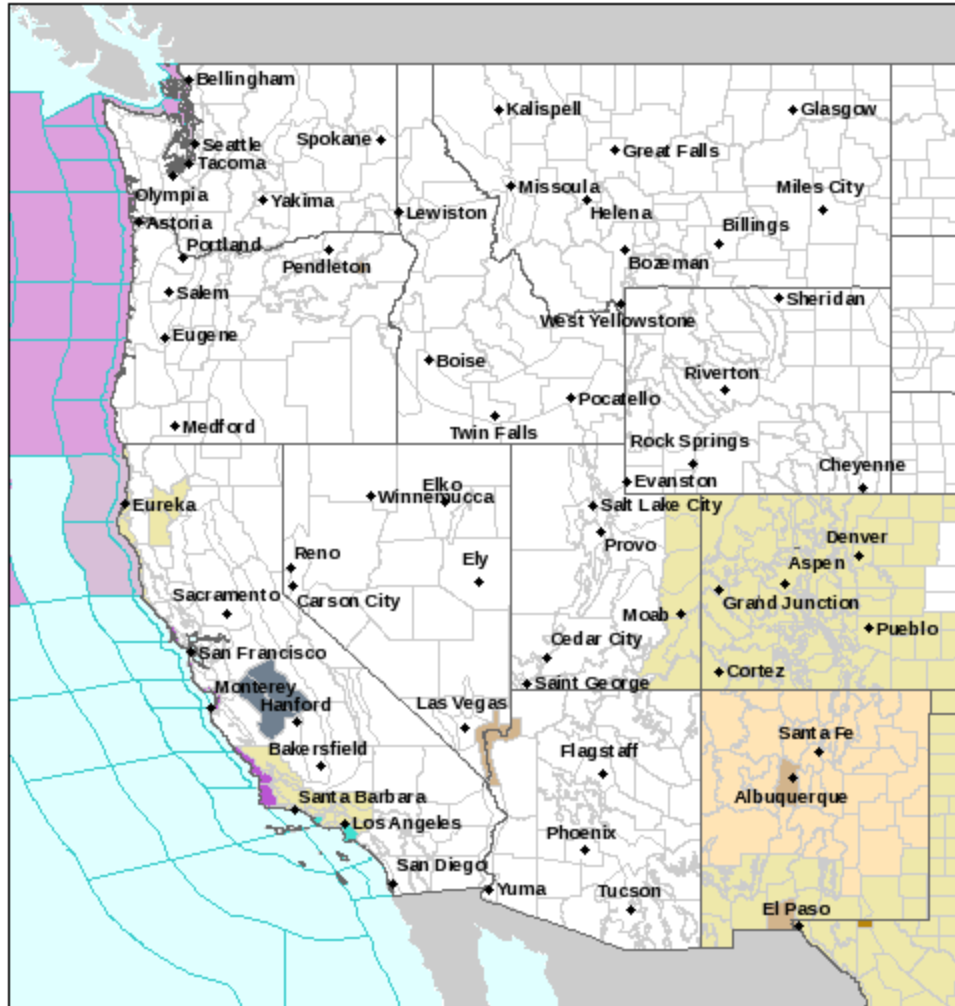 Bellingham
Kalispell
Glasgow
Seattle
Spokane
Great Falls
Tacoma
Missoula
Miles City
Olympia
Yakima
Lewiston
Helena
Astoria
Billings
Portland
Pendleton
Bozeman
Salem
Sheridan
West Yellowstone
Eugene
Boise
Riverton
Pocatello
Medford
Twin Falls
Rock Springs
Cheyenne
Evanston
Elko
Winnemucca
Eureka
Salt Lake City
Denver
Provo
Reno
Ely
Aspen
Sacramento
Carson City
Grand Junction
Moab
Pueblo
Cedar City
San Francisco
Cortez
Saint George
Monterey
Hanford
Las Vegas
Santa Fe
Bakersfield
Flagstaff
Santa Barbara
Albuquerque
Los Angeles
Phoenix
San Diego
Yuma
Tucson
El Paso